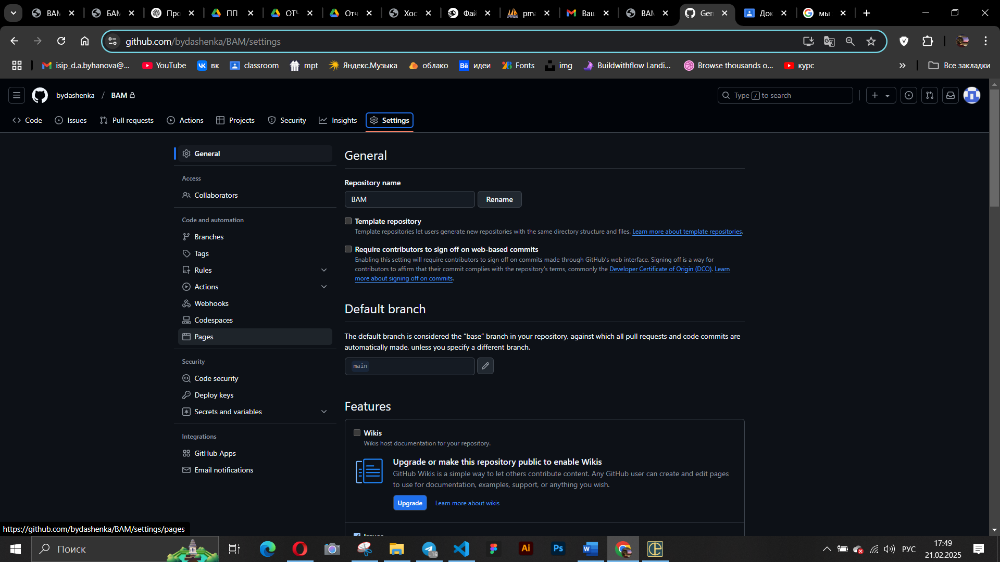 ВАМ
БАМ
Про
ПП
ОТЧ
Отч
Хос
Фай
pma
Ваш
ВАМ
Gen
Док
мы
github.com/bydashenka/BAM/settings
isip_d.a.byhanova@...
YouTube
вк
classroom
mpt
Яндекс.Музыка
облако
Bē идеи
Fonts
img
Buildwithflow Landi...
Browse thousands o...
курс
»
Все закладки
bydashenka / BAM
Type / to search
Code
Issues
Pull requests
Actions
Projects
Security
Insights
Settings
General
Access
Collaborators
Code and automation
Branches
Tags
Rules
Actions
Webhooks
Codespaces
Pages
Security
Code security
Deploy keys
Secrets and variables
Integrations
GitHub Apps
Email notifications
General
Repository name
BAM
Rename
Template repository
Template repositories let users generate new repositories with the same directory structure and files. Learn more about template repositories.
Require contributors to sign off on web-based commits
Enabling this setting will require contributors to sign off on commits made through GitHub's web interface. Signing off is a way for
contributors to affirm that their commit complies with the repository's terms, commonly the Developer Certificate of Origin (DCO). Learn
more about signing off on commits.
Default branch
The default branch is considered the “base” branch in your repository, against which all pull requests and code commits are
automatically made, unless you specify a different branch.
main
Features
Wikis
Wikis host documentation for your repository.
Upgrade or make this repository public to enable Wikis
GitHub Wikis is a simple way to let others contribute content. Any GitHub user can create and edit pages
to use for documentation, examples, support, or anything you wish.
Upgrade
Learn more about wikis
Issues
https://github.com/bydashenka/BAM/settings/pages
Поиск
16
Ai
Ps
РУС
17:49
21.02.2025